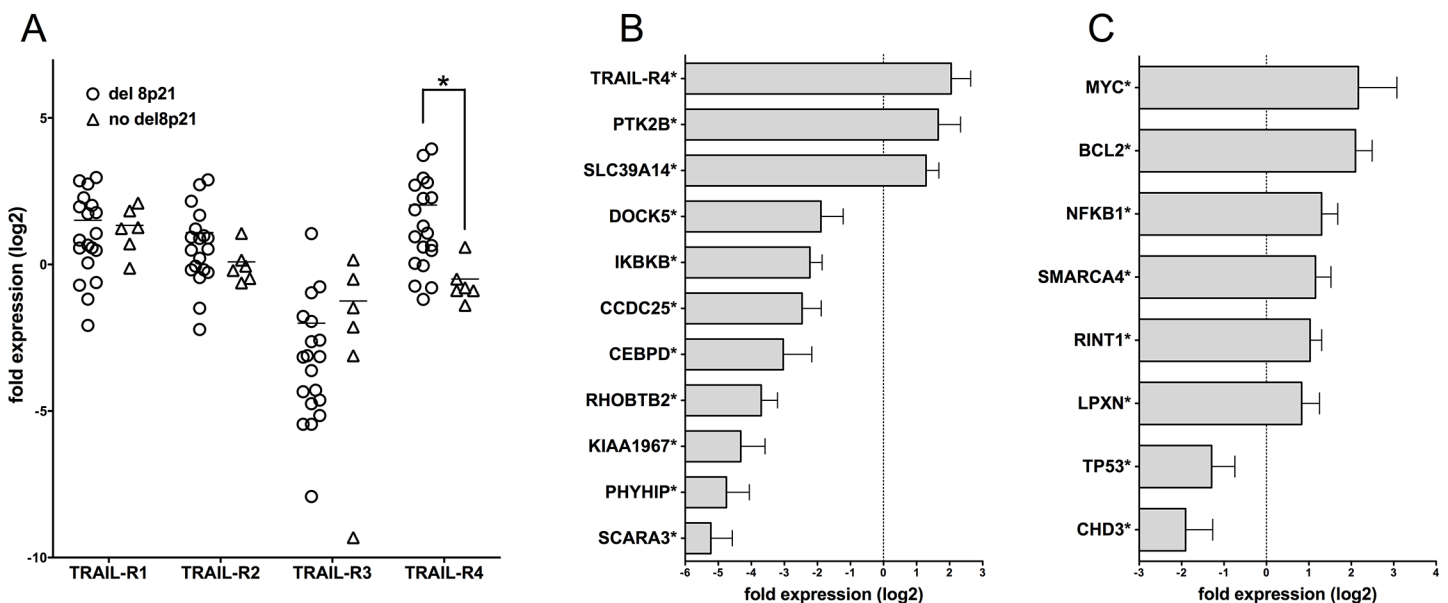 A
del 8p21
no del8p21
*
fold expression (log2)
5
0
-5
-10
TRAIL-R1 TRAIL-R2 TRAIL-R3 TRAIL-R4
B
TRAIL-R4*
PTK2B*
SLC39A14*
DOCK5*
IKBKB*
CCDC25*
CEBPD*
RHOBTB2*
KIAA1967*
PHYHIP*
SCARA3*
-6 -5 -4 -3 -2 -1 0 1 2 3
fold expression (log2)
C
MYC*
BCL2*
NFKB1*
SMARCA4*
RINT1*
LPXN*
TP53*
CHD3*
-3 -2 -1 0 1 2 3 4
fold expression (log2)